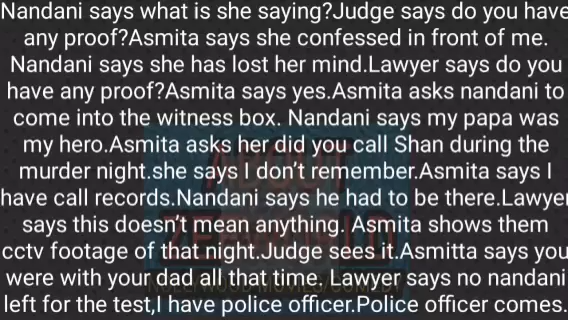 Nandani says what is she saying?Judge says do you have
any proof?Asmita says she confessed in front of me.
Nandani says she has lost her mind.Lawyer says do you
have any proof?Asmita says yes.Asmita asks nandani to
come into the witness box. Nandani says my papa was
my hero.Asmita asks her did you call Shan during the
murder night.she says I don't remember.Asmita says I
have call records.Nandani says he had to be there.Lawyer
says this doesn't mean anything. Asmita shows them
cctv footage of that night.Judge sees it.Asmitta says you
were with your dad all that time. Lawyer says no nandani
left for the test,I have police officer.Police officer comes.